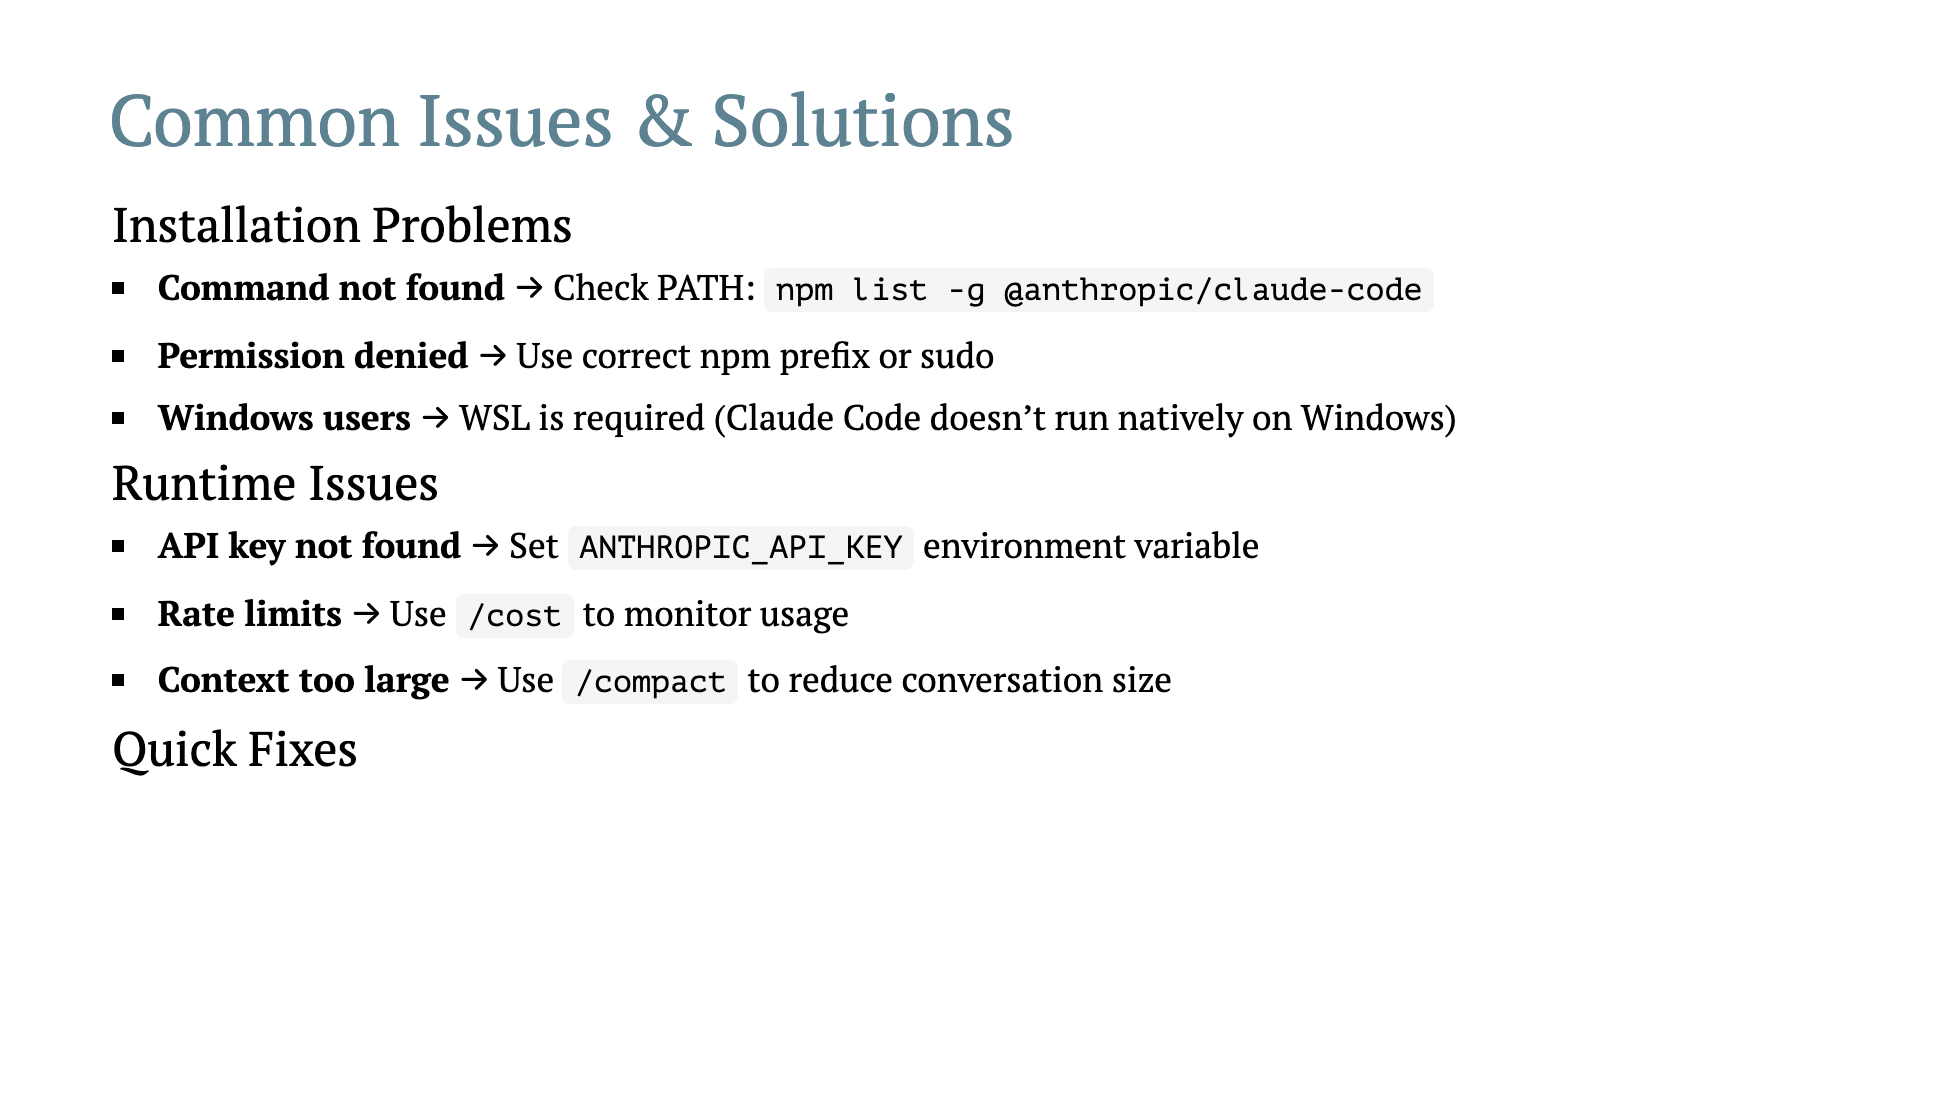 Common Issues & Solutions
Installation Problems
▪ Command not found → Check PATH: npm list -g @anthropic/claude-code
▪ Permission denied → Use correct npm prefix or sudo
▪ Windows users → WSL is required (Claude Code doesn’t run natively on Windows)
Runtime Issues
▪ API key not found → Set ANTHROPIC_API_KEY environment variable
▪ Rate limits → Use /cost to monitor usage
▪ Context too large → Use /compact to reduce conversation size
Quick Fixes